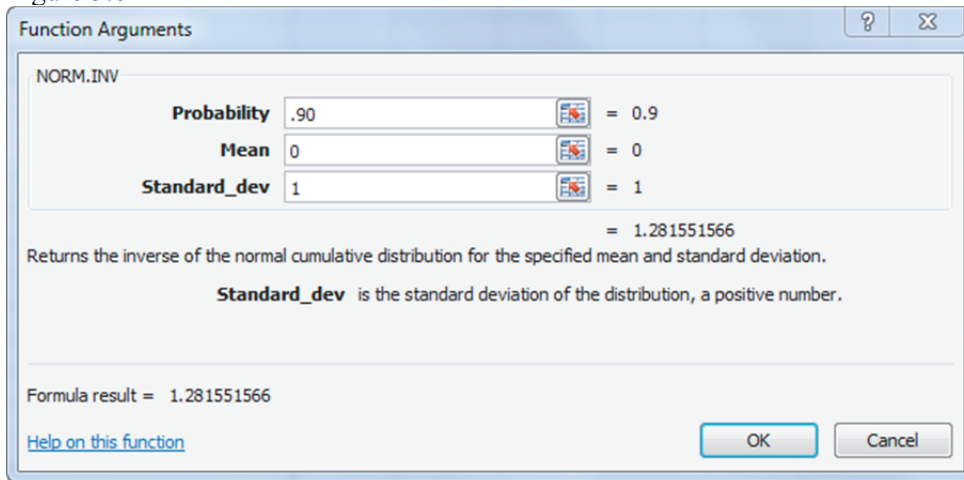 Function Arguments
NORM.INV
Probability .90 = 0.9
Mean 0 = 0
Standard_dev 1 = 1
= 1.281551566
Returns the inverse of the normal cumulative distribution for the specified mean and standard deviation.
Standard_dev is the standard deviation of the distribution, a positive number.
Formula result = 1.281551566
Help on this function
OK Cancel